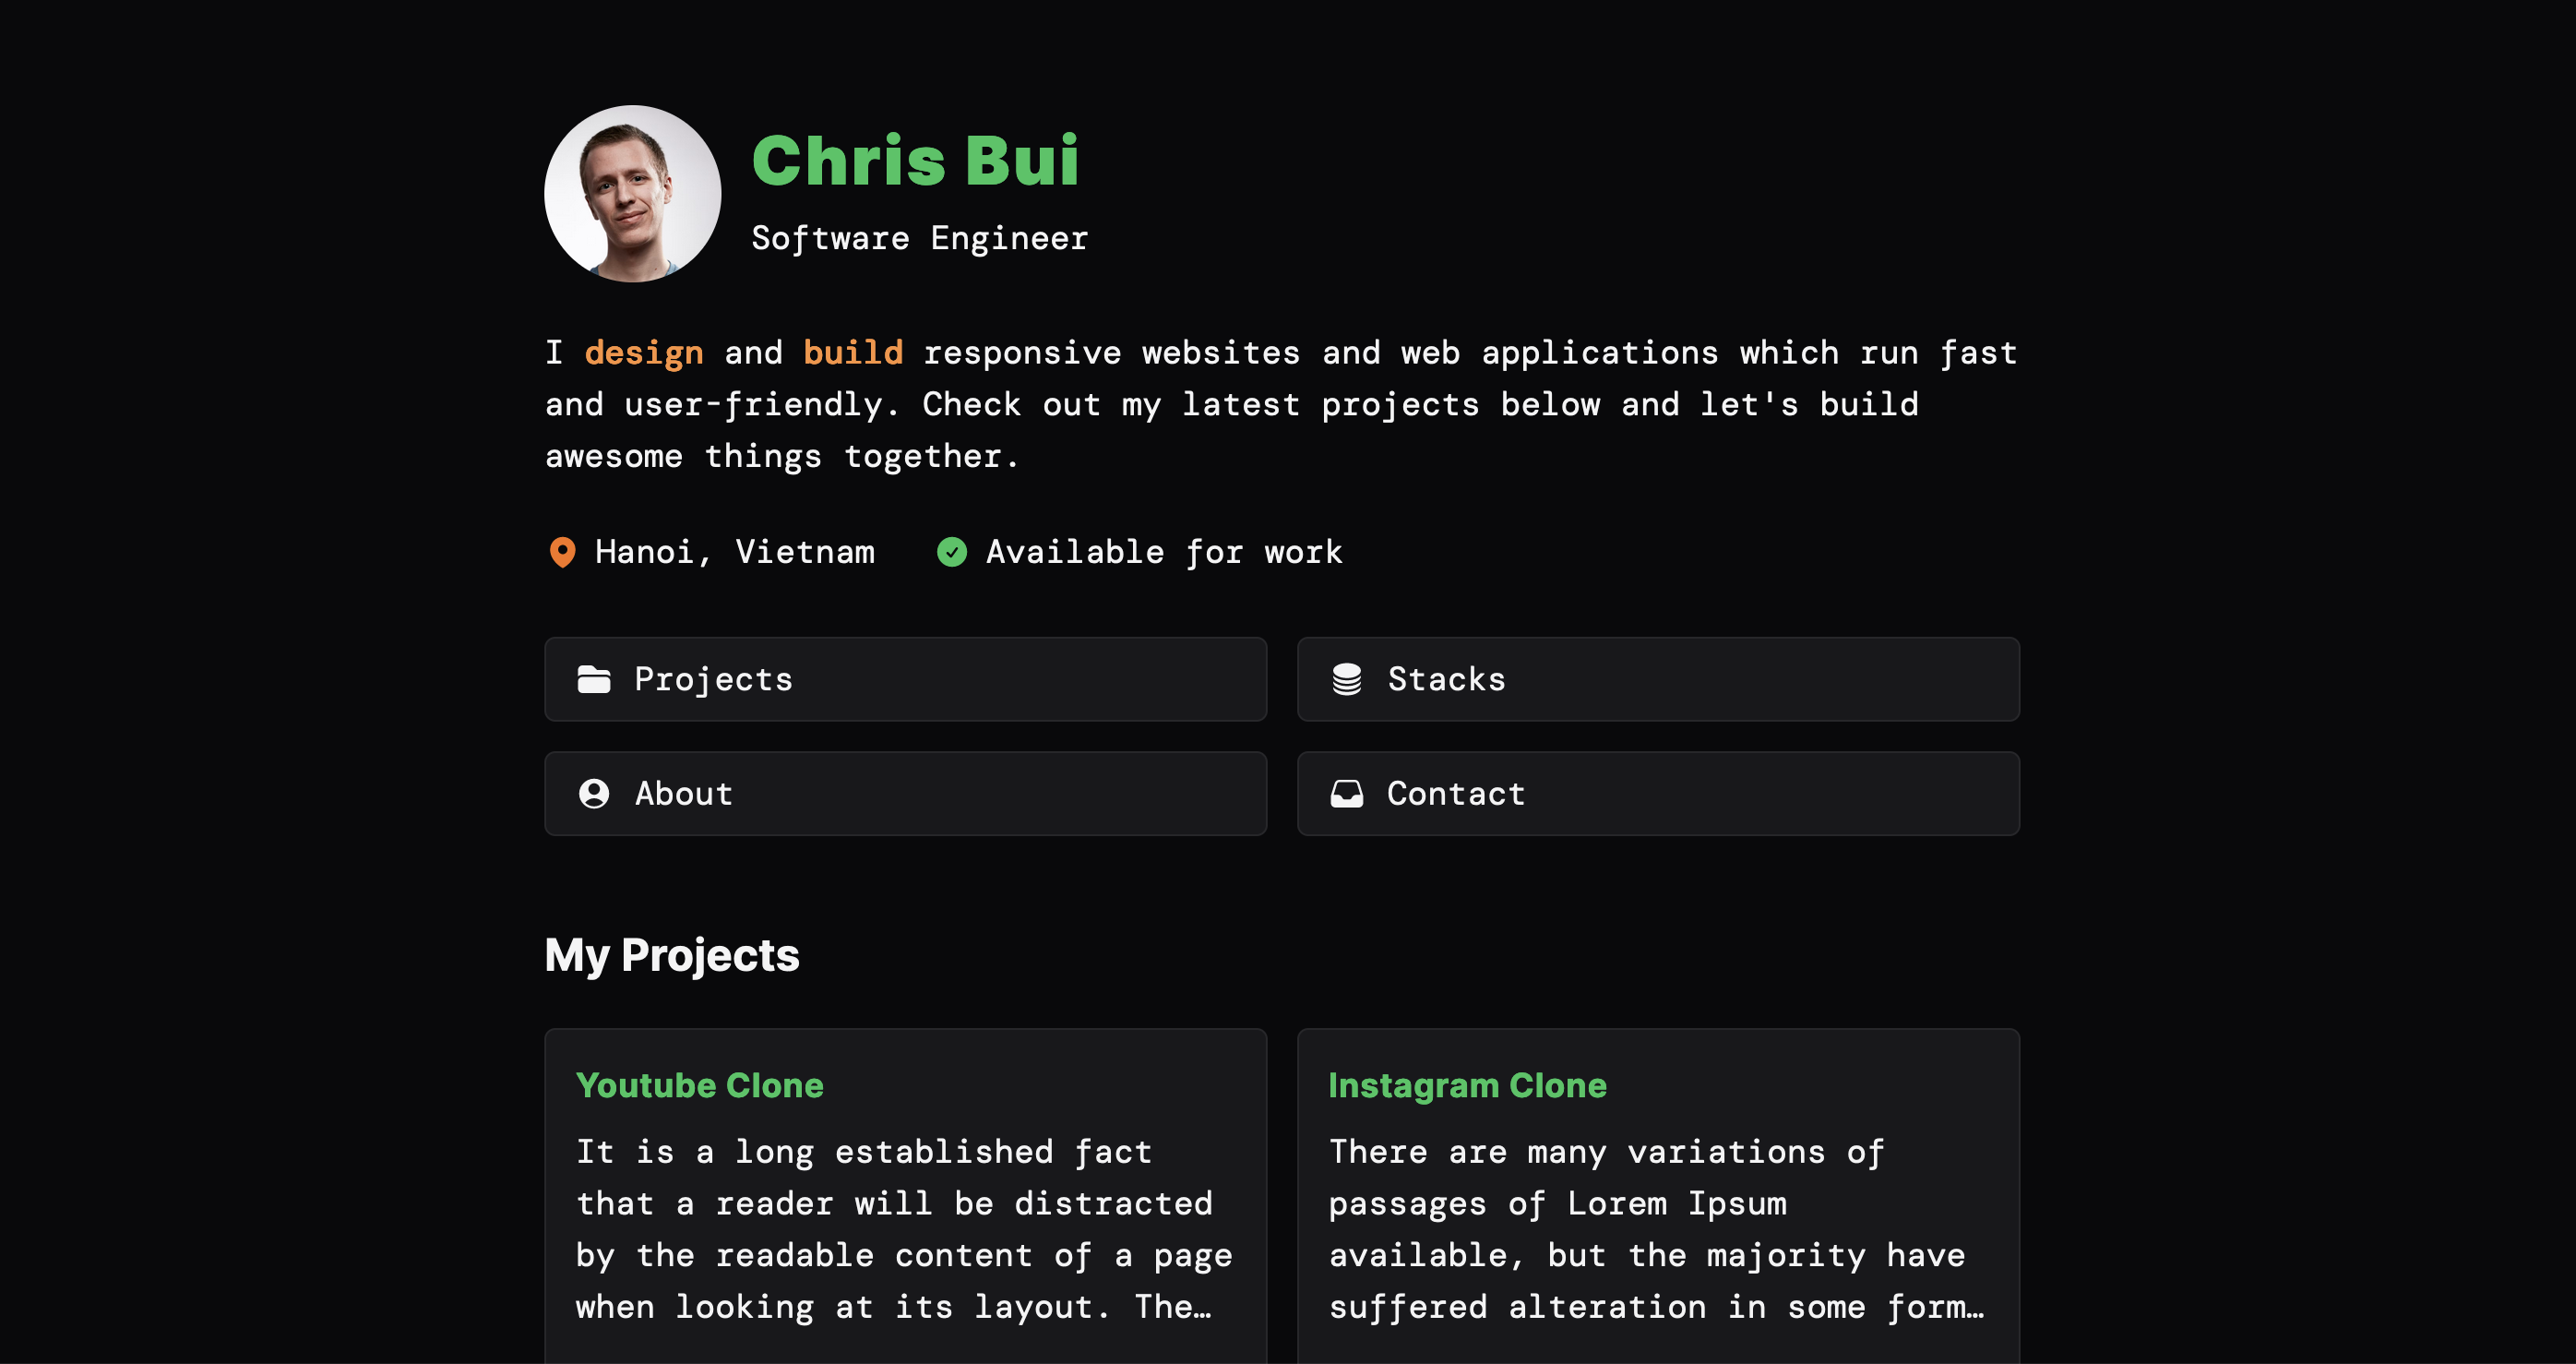 Chris Bui
Software Engineer
I design and build responsive websites and web applications which run fast
and user-friendly. Check out my latest projects below and let's build
awesome things together.
Hanoi, Vietnam
Available for work
Projects
Stacks
About
Contact
My Projects
Youtube Clone
It is a long established fact
that a reader will be distracted
by the readable content of a page
when looking at its layout. The…
Instagram Clone
There are many variations of
passages of Lorem Ipsum
available, but the majority have
suffered alteration in some form…